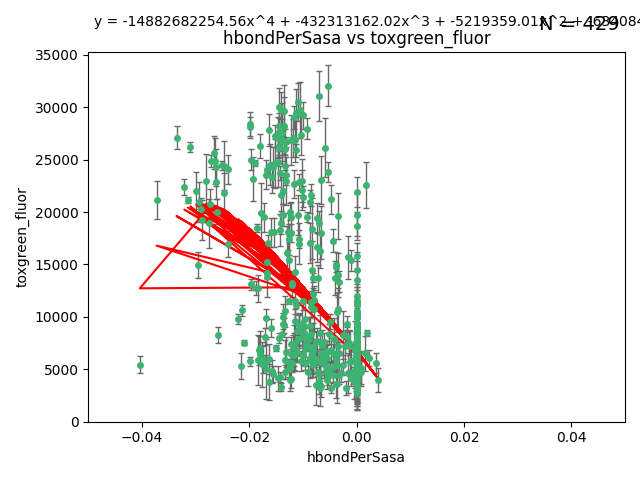 y = -14882682254.56x^4 + -432313162.02x^3 + -5219359.01x^2 +
N = 429
hbondPerSasa vs toxgreen_fluor
35000
30000
25000
20000
15000
10000
5000
0
toxgreen_fluor
-0.04 -0.02 0.00 0.02 0.04
hbondPerSasa